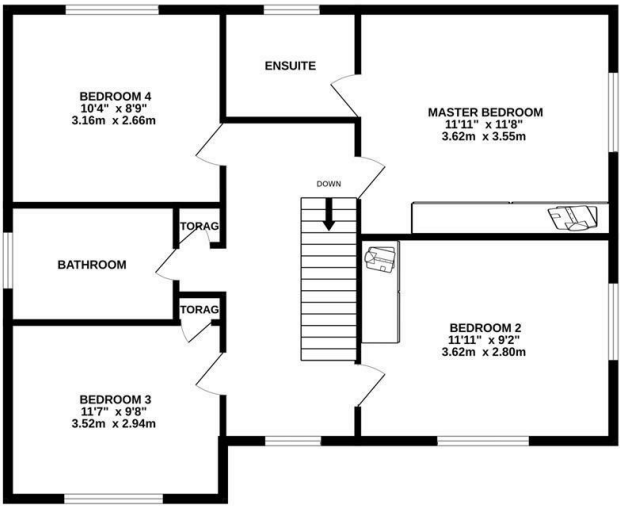 BEDROOM 4
10'4" x 8'9"
3.16m x 2.66m
ENSUITE
MASTER BEDROOM
11'11" x 11'8"
3.62m x 3.55m
DOWN
TORAG
BATHROOM
TORAG
BEDROOM 2
11'11" x 9'2"
3.62m x 2.80m
BEDROOM 3
11'7" x 9'8"
3.52m x 2.94m